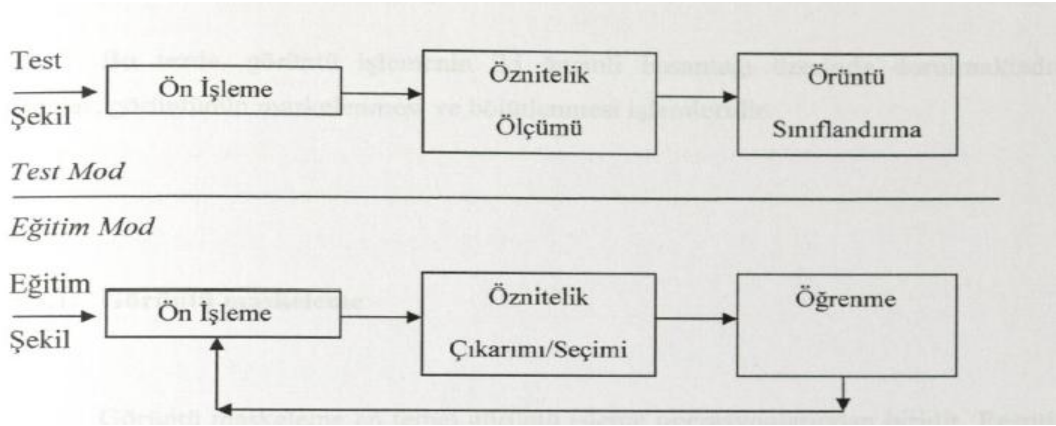 Test
Şekil
Ön İşleme
Öznitelik
Ölçümü
Örüntü
Sınıflandırma
Test Mod
Eğitim Mod
Eğitim
Şekil
Ön İşleme
Öznitelik
Çıkarımı/Seçimi
Öğrenme